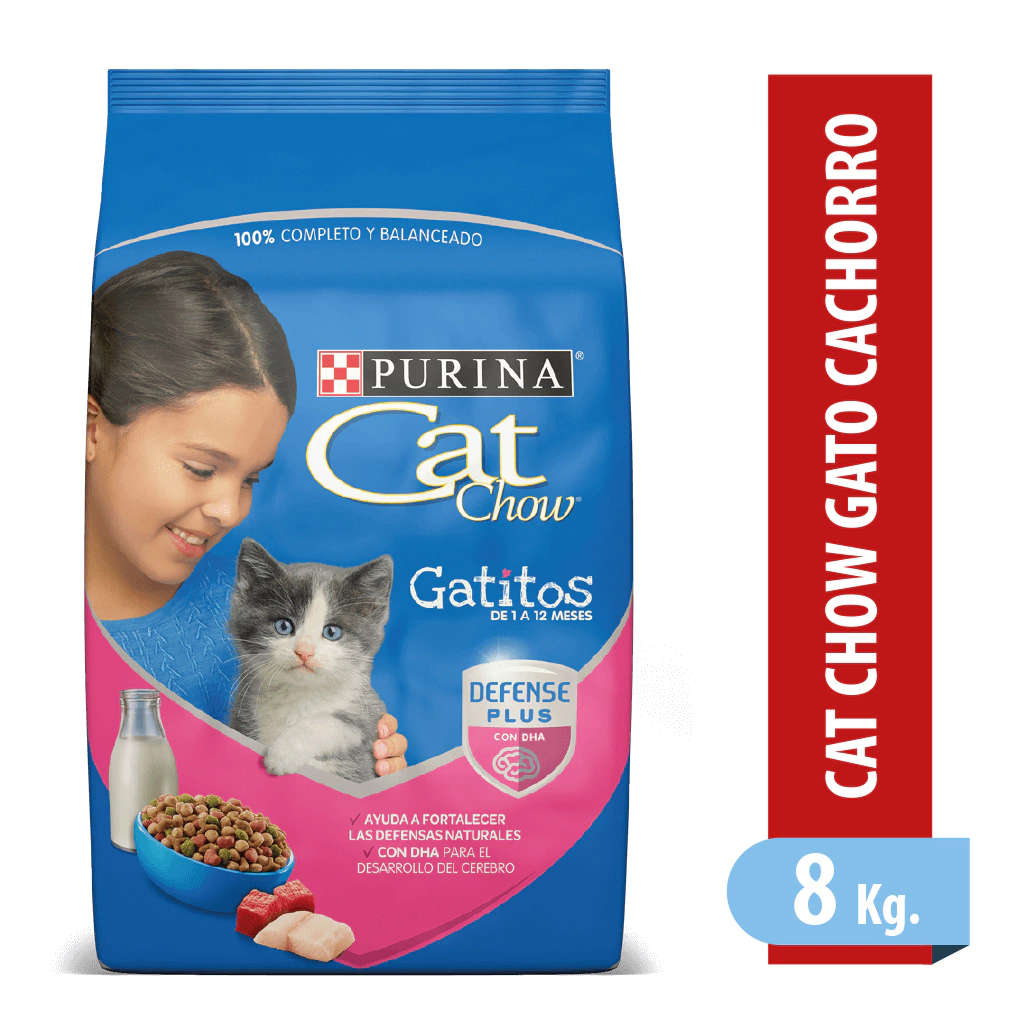 100% COMPLETO Y BALANCEADO
PURINA®
Cat
Chow®
Gatitos
DE 1 A 12 MESES
DEFENSE
PLUS
CON DHA
✓ AYUDA A FORTALECER
LAS DEFENSAS NATURALES
✓ CON DHA PARA EL
DESARROLLO DEL CEREBRO
CAT CHOW GATO CACHORRO
8 Kg.